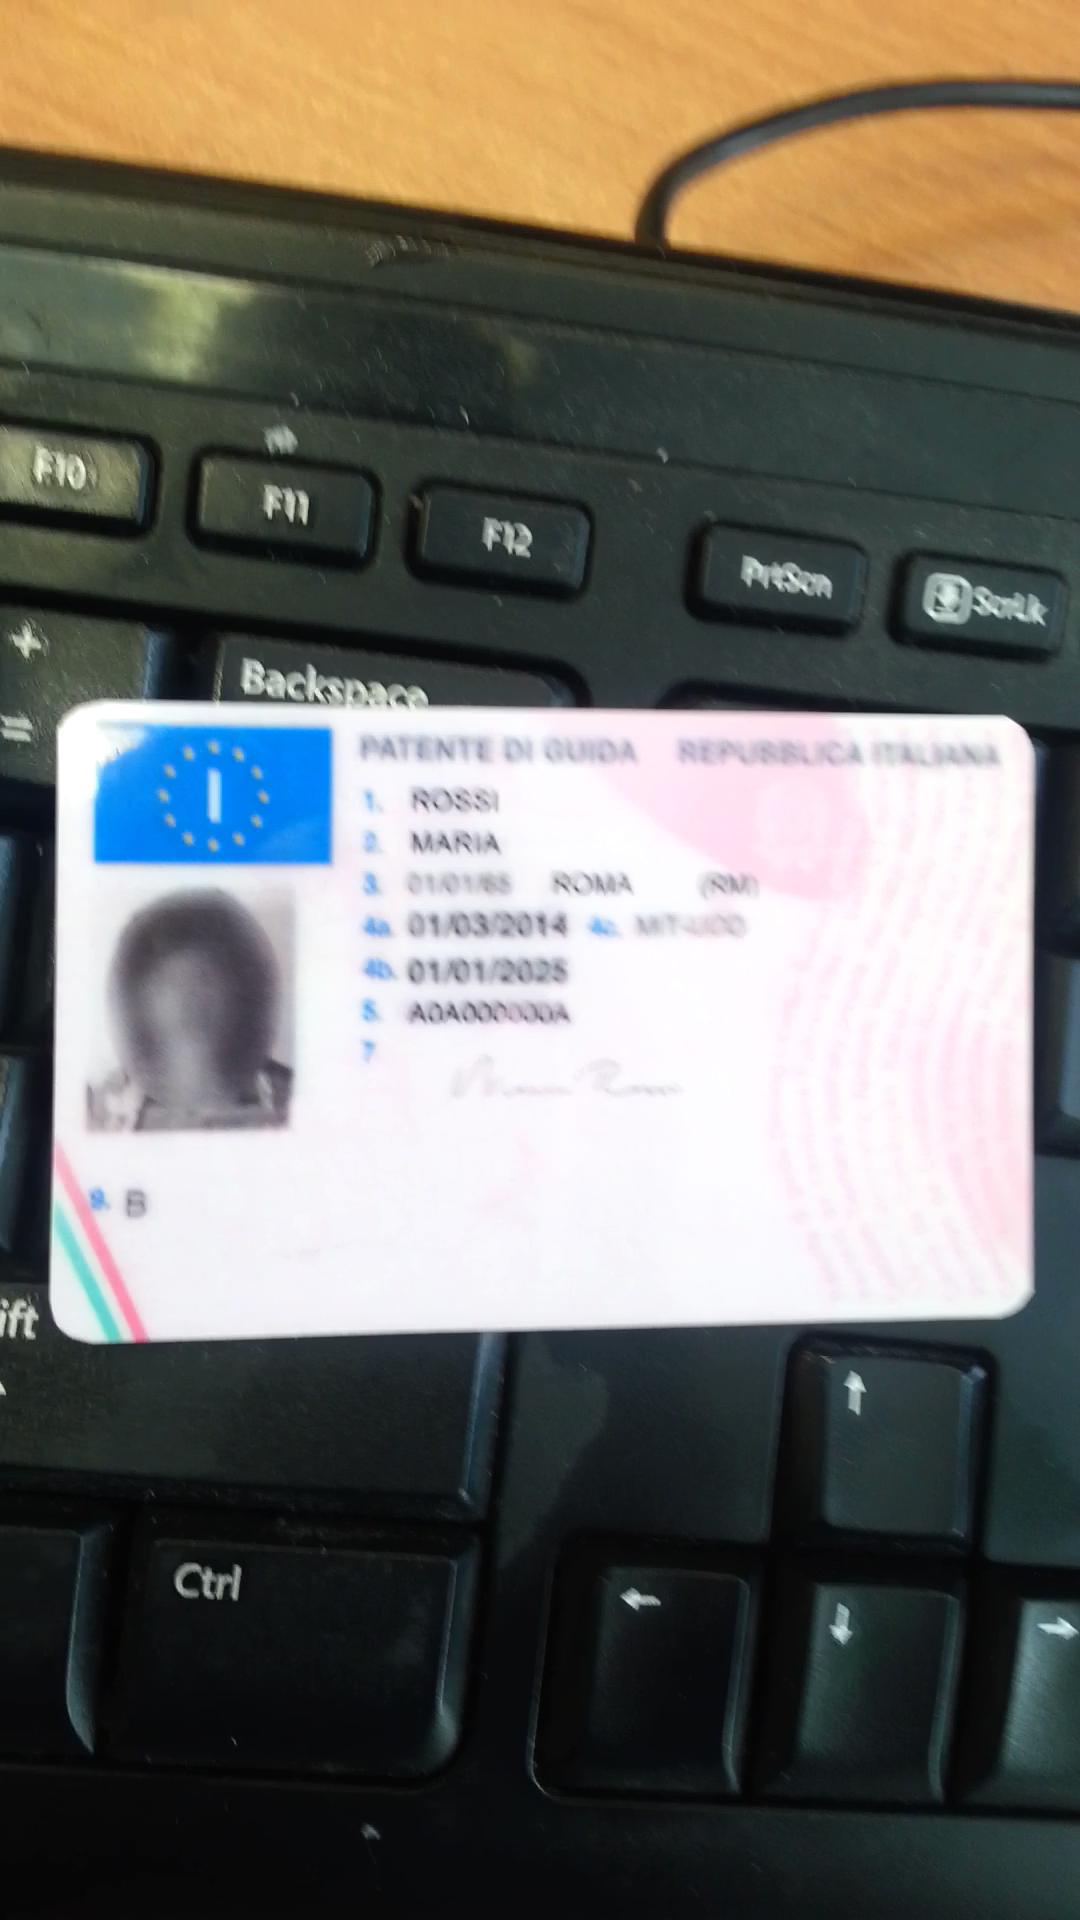 F10 F11 F12 PrtScn ScrLk
+
=
Backspace
I
PATENTE DI GUIDA REPUBBLICA ITALIANA
1. ROSSI
2. MARIA
3. 01/01/65 ROMA (RM)
4a. 01/03/2014 4c. MIT-UCO
4b. 01/01/2025
5. A0A000000A
7
Maria Rossi
9. B
ift
Ctrl
↑
← ↓ →